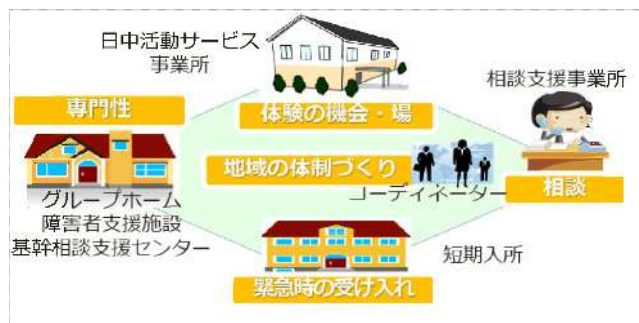 日中活動サービス
事業所
体験の機会・場
相談支援事業所
専門性
地域の体制づくり
コーディネーター
相談
グループホーム
障害者支援施設
基幹相談支援センター
短期入所
緊急時の受け入れ